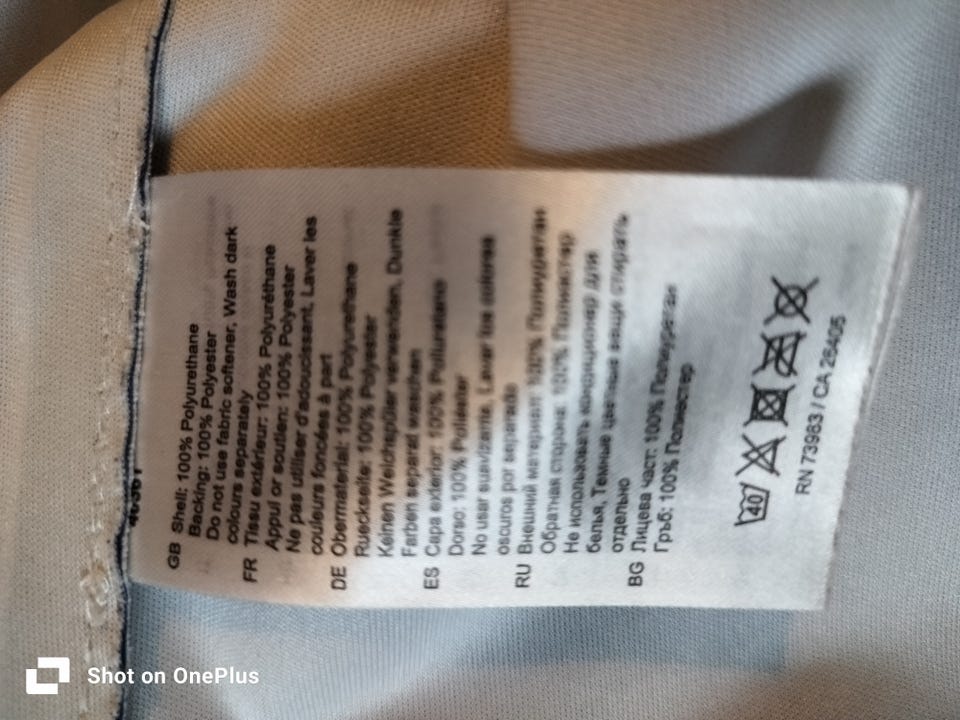 GB Shell: 100% Polyurethane
Backing: 100% Polyester
Do not use fabric softener, Wash dark
colours separately
FR Tissu extérieur: 100% Polyuréthane
Appui or soutien: 100% Polyester
Ne pas utiliser d'adoucissant, Laver les
couleurs foncées à part
DE Obermaterial: 100% Polyurethane
Rueckseite: 100% Polyester
Keinen Weichspüler verwenden, Dunkle
Farben separat waschen
ES Capa exterior: 100% Poliuretano
Dorso: 100% Poliéster
No usar suavizante, Lavar los colores
oscuros por separado
RU Внешний материал: 100% Полиуретан
Обратная сторона: 100% Полиэстер
Не использовать кондиционер для
белья, Темные цветные вещи стирать
отдельно
BG Лицева част: 100% Полиуретан
Гръб: 100% Полиестер
40
RN 73983 / CA 26405
Shot on OnePlus